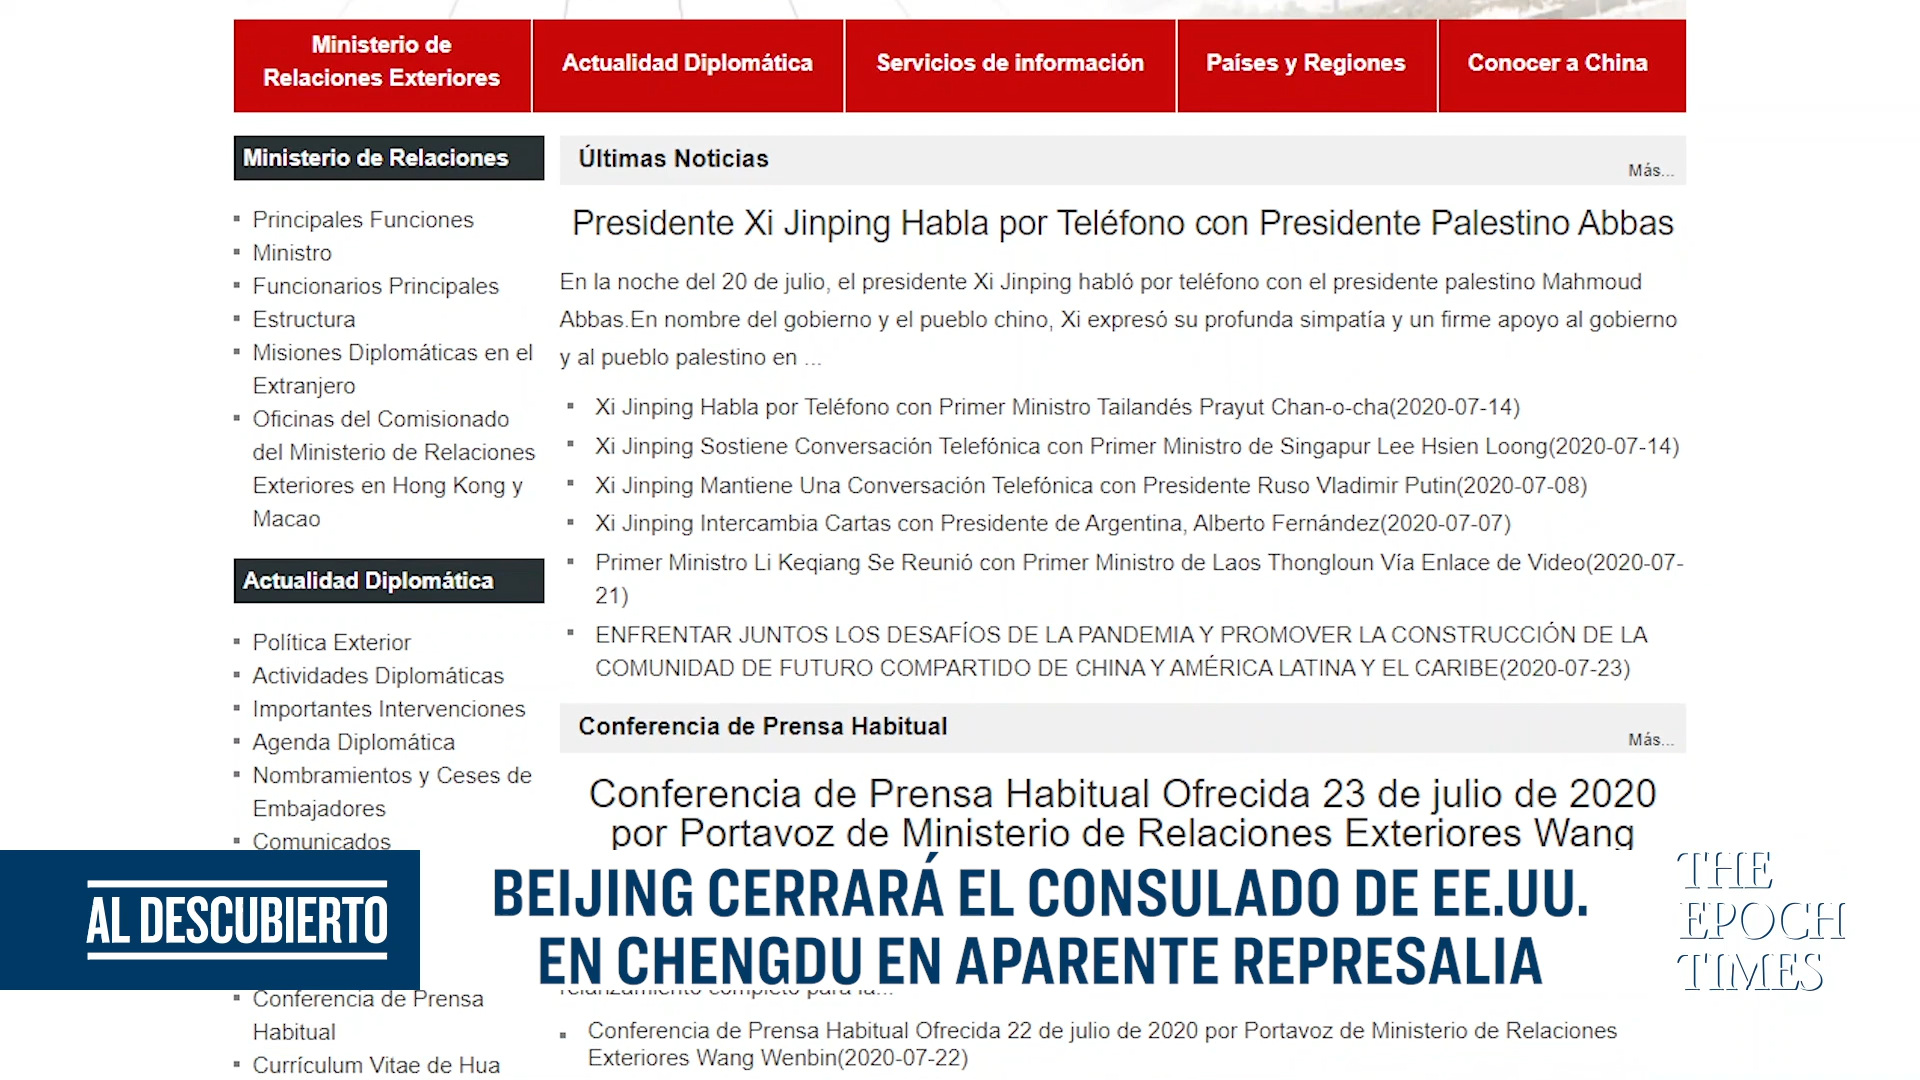 Ministerio de
Relaciones Exteriores
Actualidad Diplomática
Servicios de información
Países y Regiones
Conocer a China
Ministerio de Relaciones
Principales Funciones
Ministro
Funcionarios Principales
Estructura
Misiones Diplomáticas en el
Extranjero
Oficinas del Comisionado
del Ministerio de Relaciones
Exteriores en Hong Kong y
Macao
Actualidad Diplomática
Política Exterior
Actividades Diplomáticas
Importantes Intervenciones
Agenda Diplomática
Nombramientos y Ceses de
Embajadores
Comunicados
Conferencia de Prensa
Habitual
Currículum Vitae de Hua
Últimas Noticias
Más...
Presidente Xi Jinping Habla por Teléfono con Presidente Palestino Abbas
En la noche del 20 de julio, el presidente Xi Jinping habló por teléfono con el presidente palestino Mahmoud
Abbas.En nombre del gobierno y el pueblo chino, Xi expresó su profunda simpatía y un firme apoyo al gobierno
y al pueblo palestino en ...
Xi Jinping Habla por Teléfono con Primer Ministro Tailandés Prayut Chan-o-cha(2020-07-14)
Xi Jinping Sostiene Conversación Telefónica con Primer Ministro de Singapur Lee Hsien Loong(2020-07-14)
Xi Jinping Mantiene Una Conversación Telefónica con Presidente Ruso Vladimir Putin(2020-07-08)
Xi Jinping Intercambia Cartas con Presidente de Argentina, Alberto Fernández(2020-07-07)
Primer Ministro Li Keqiang Se Reunió con Primer Ministro de Laos Thongloun Vía Enlace de Video(2020-07-
21)
ENFRENTAR JUNTOS LOS DESAFÍOS DE LA PANDEMIA Y PROMOVER LA CONSTRUCCIÓN DE LA
COMUNIDAD DE FUTURO COMPARTIDO DE CHINA Y AMÉRICA LATINA Y EL CARIBE(2020-07-23)
Conferencia de Prensa Habitual
Más...
Conferencia de Prensa Habitual Ofrecida 23 de julio de 2020
por Portavoz de Ministerio de Relaciones Exteriores Wang
relanzamiento completo para la...
Conferencia de Prensa Habitual Ofrecida 22 de julio de 2020 por Portavoz de Ministerio de Relaciones
Exteriores Wang Wenbin(2020-07-22)
AL DESCUBIERTO
BEIJING CERRARÁ EL CONSULADO DE EE.UU.
EN CHENGDU EN APARENTE REPRESALIA
THE
EPOCH
TIMES